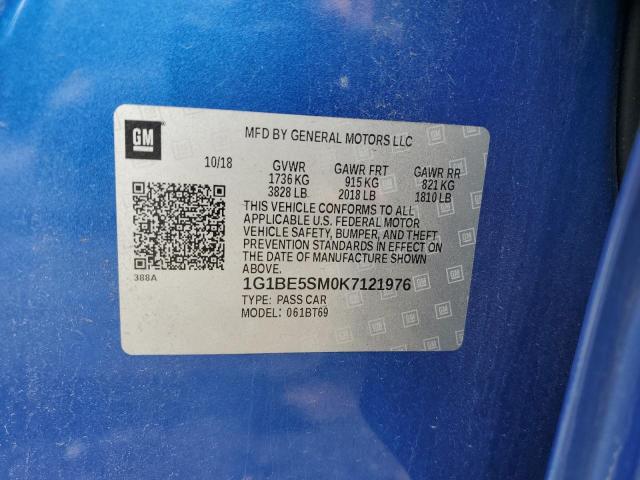 GM
MFD BY GENERAL MOTORS LLC
10/18 GVWR GAWR FRT GAWR RR
1736 KG 915 KG 821 KG
3828 LB 2018 LB 1810 LB
THIS VEHICLE CONFORMS TO ALL
APPLICABLE U.S. FEDERAL MOTOR
VEHICLE SAFETY, BUMPER, AND THEFT
PREVENTION STANDARDS IN EFFECT ON
THE DATE OF MANUFACTURE SHOWN
ABOVE.
388A
1G1BE5SM0K7121976
TYPE: PASS CAR
MODEL: 061BT69